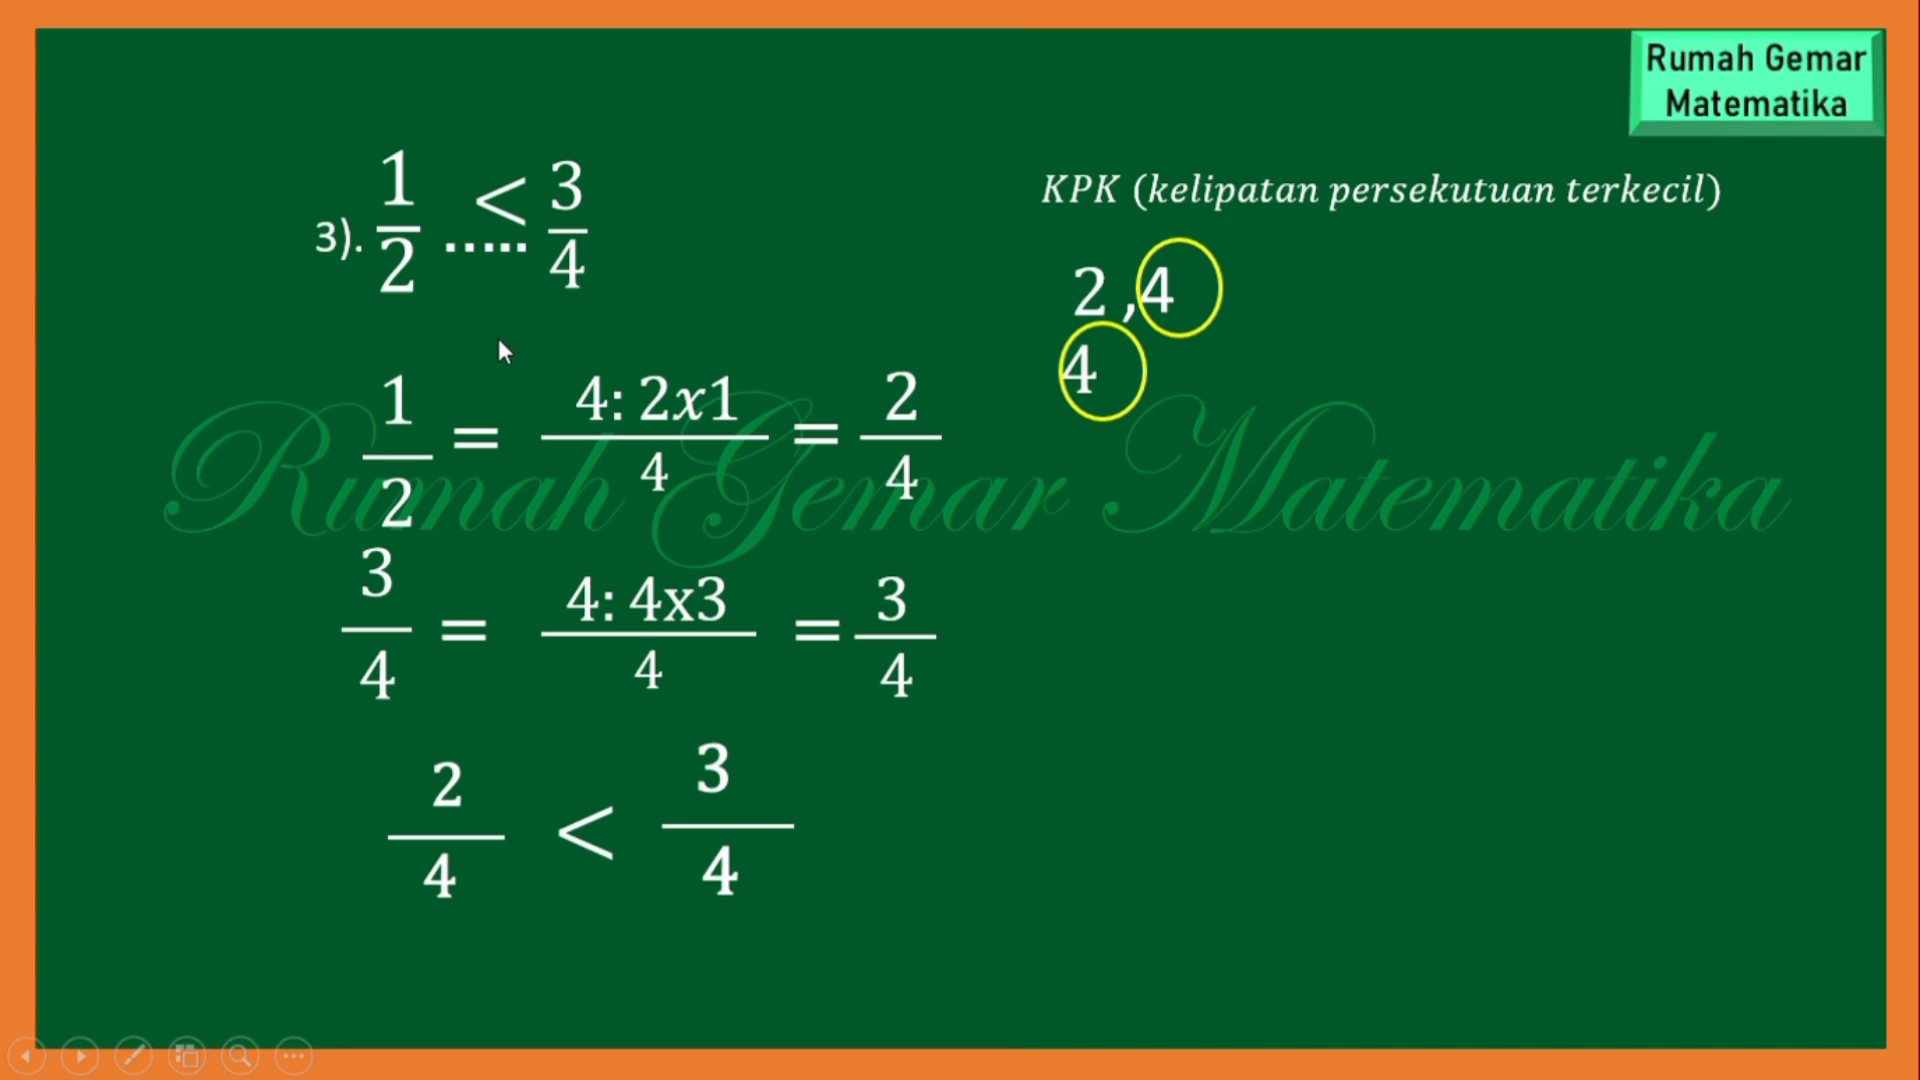 Rumah Gemar
Matematika
3). 1/2 ..... < 3/4
KPK (kelipatan persekutuan terkecil)
2 ,4
4
1/2 = 4: 2x1/4 = 2/4
3/4 = 4: 4x3/4 = 3/4
2/4 < 3/4
Rumah Gemar Matematika